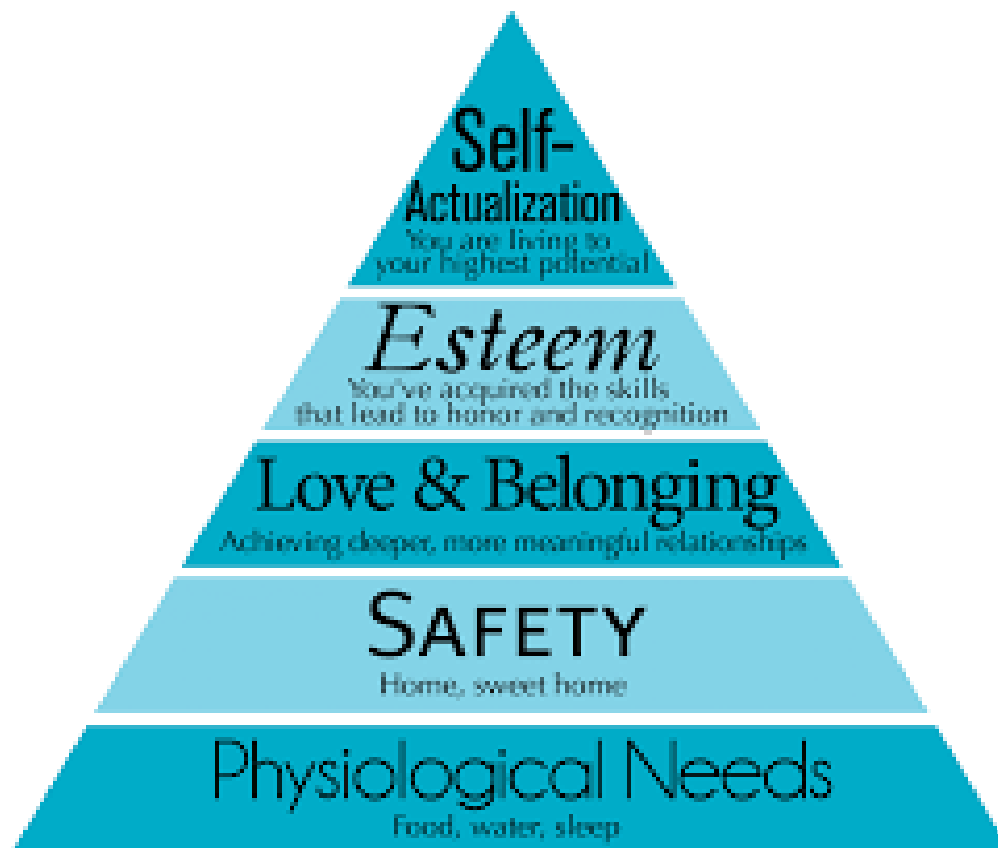 Self-
Actualization
You are living to
your highest potential
Esteem
You've acquired the skills
that lead to honor and recognition
Love & Belonging
Achieving deeper, more meaningful relationships
SAFETY
Home, sweet home
Physiological Needs
Food, water, sleep